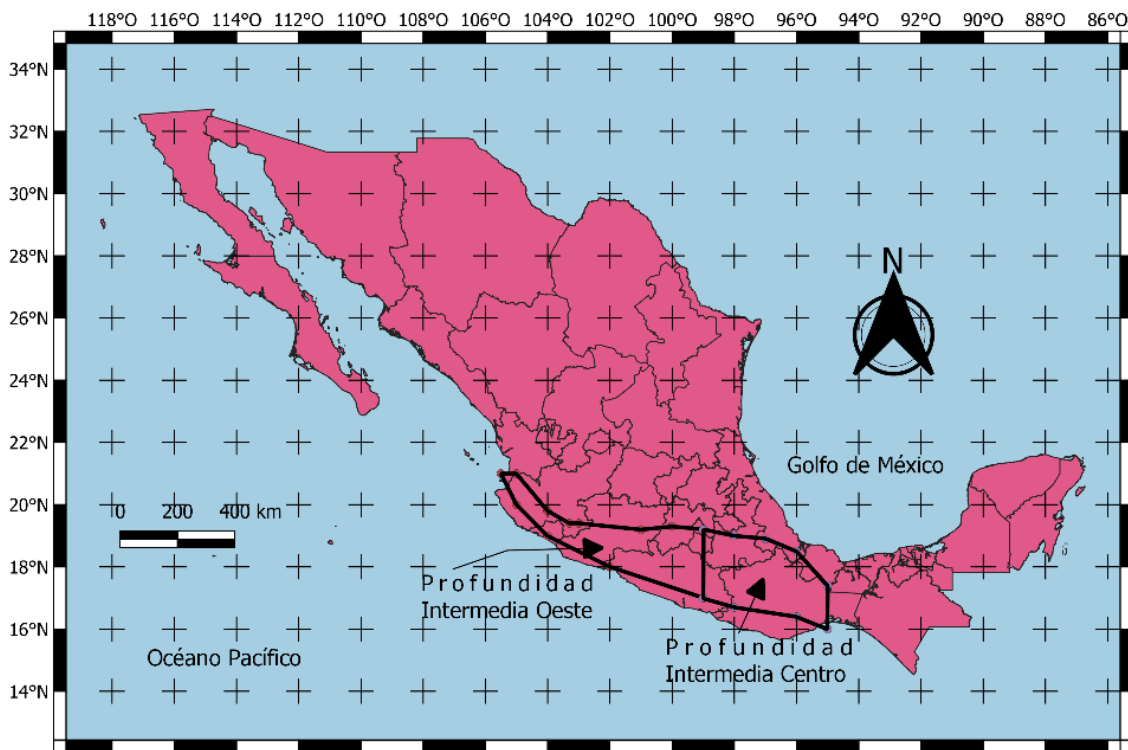 118°O 116°O 114°O 112°O 110°O 108°O 106°O 104°O 102°O 100°O 98°O 96°O 94°O 92°O 90°O 88°O 86°O
34°N
32°N
30°N
28°N
N
26°N
24°N
22°N
Golfo de México
20°N
0 200 400 km
18°N
Profundidad
Intermedia Oeste
16°N
Profundidad
Intermedia Centro
Océano Pacífico
14°N